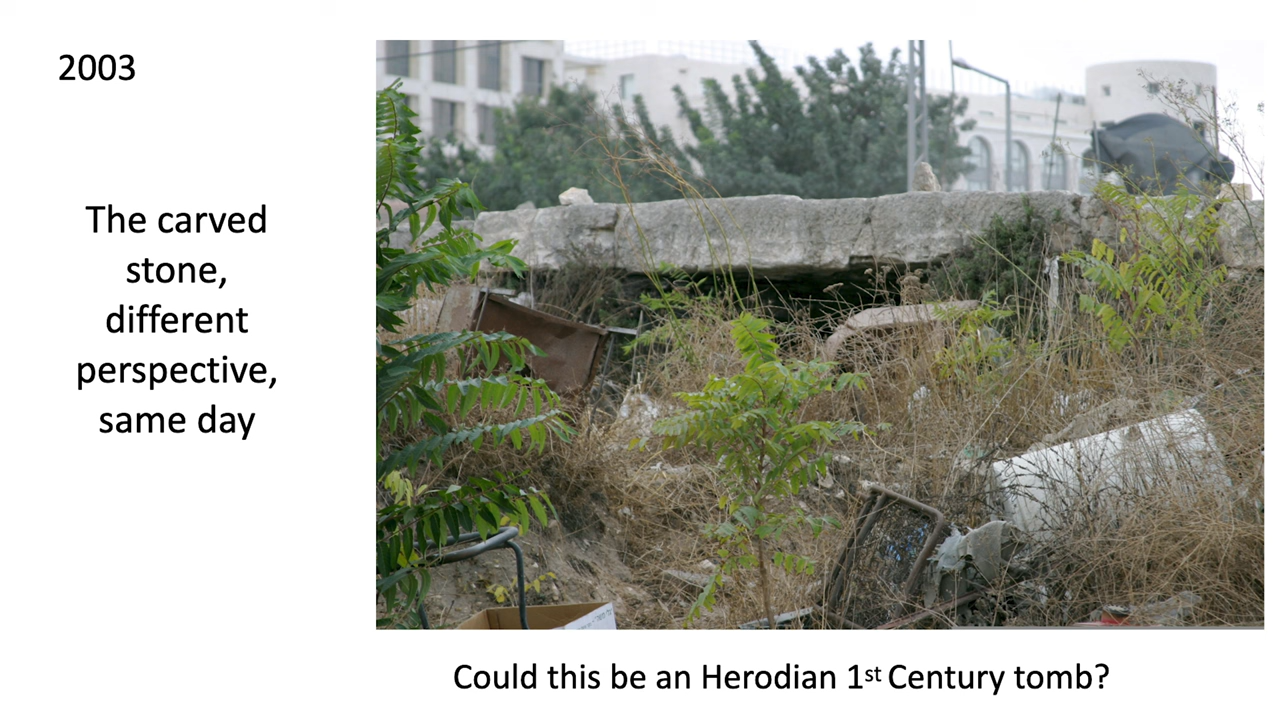 2003
The carved
stone,
different
perspective,
same day
Could this be an Herodian 1st Century tomb?